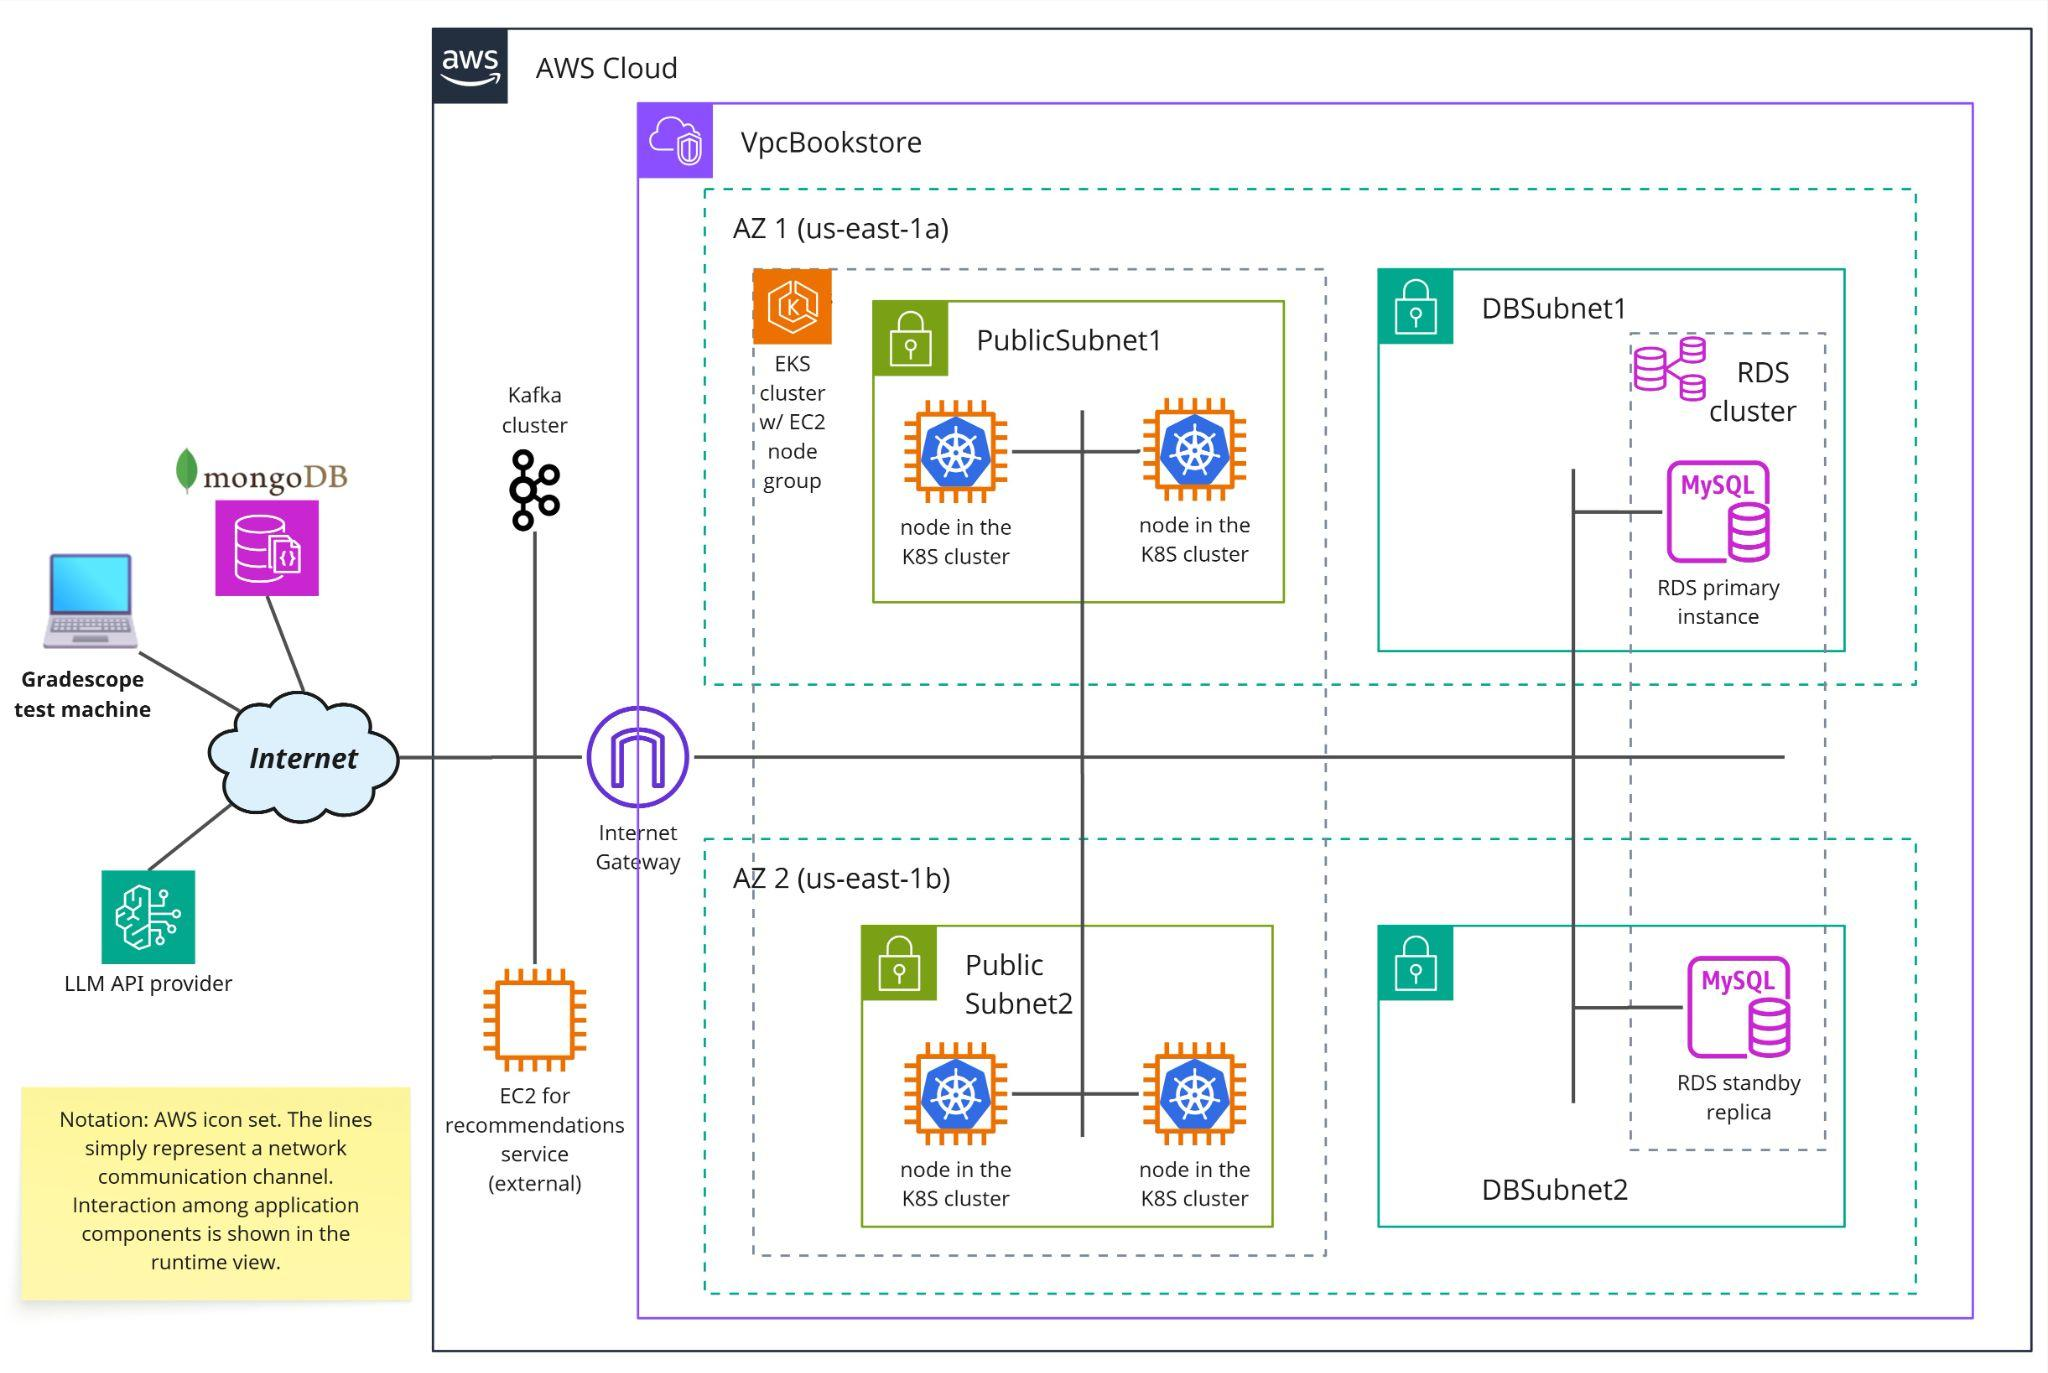 aws
AWS Cloud
VpcBookstore
AZ 1 (us-east-1a)
K
EKS
cluster
w/ EC2
node
group
PublicSubnet1
node in the
K8S cluster
node in the
K8S cluster
DBSubnet1
RDS
cluster
MySQL
RDS primary
instance
Kafka
cluster
mongoDB
{}
Gradescope
test machine
Internet
LLM API provider
Internet
Gateway
EC2 for
recommendations
service
(external)
AZ 2 (us-east-1b)
Public
Subnet2
node in the
K8S cluster
node in the
K8S cluster
MySQL
RDS standby
replica
DBSubnet2
Notation: AWS icon set. The lines
simply represent a network
communication channel.
Interaction among application
components is shown in the
runtime view.